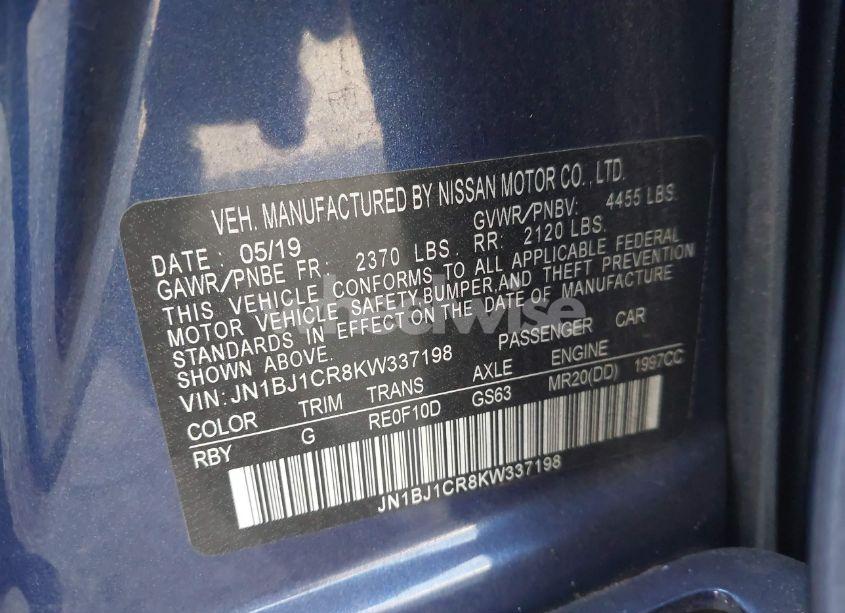 VEH. MANUFACTURED BY NISSAN MOTOR CO., LTD.
GVWR/PNBV: 4455 LBS.
DATE: 05/19
GAWR/PNBE FR: 2370 LBS. RR: 2120 LBS.
THIS VEHICLE CONFORMS TO ALL APPLICABLE FEDERAL
MOTOR VEHICLE SAFETY,BUMPER,AND THEFT PREVENTION
STANDARDS IN EFFECT ON THE DATE OF MANUFACTURE
SHOWN ABOVE.
VIN: JN1BJ1CR8KW337198 PASSENGER CAR
COLOR TRIM TRANS AXLE ENGINE
RBY G RE0F10D GS63 MR20(DD) 1997CC
JN1BJ1CR8KW337198